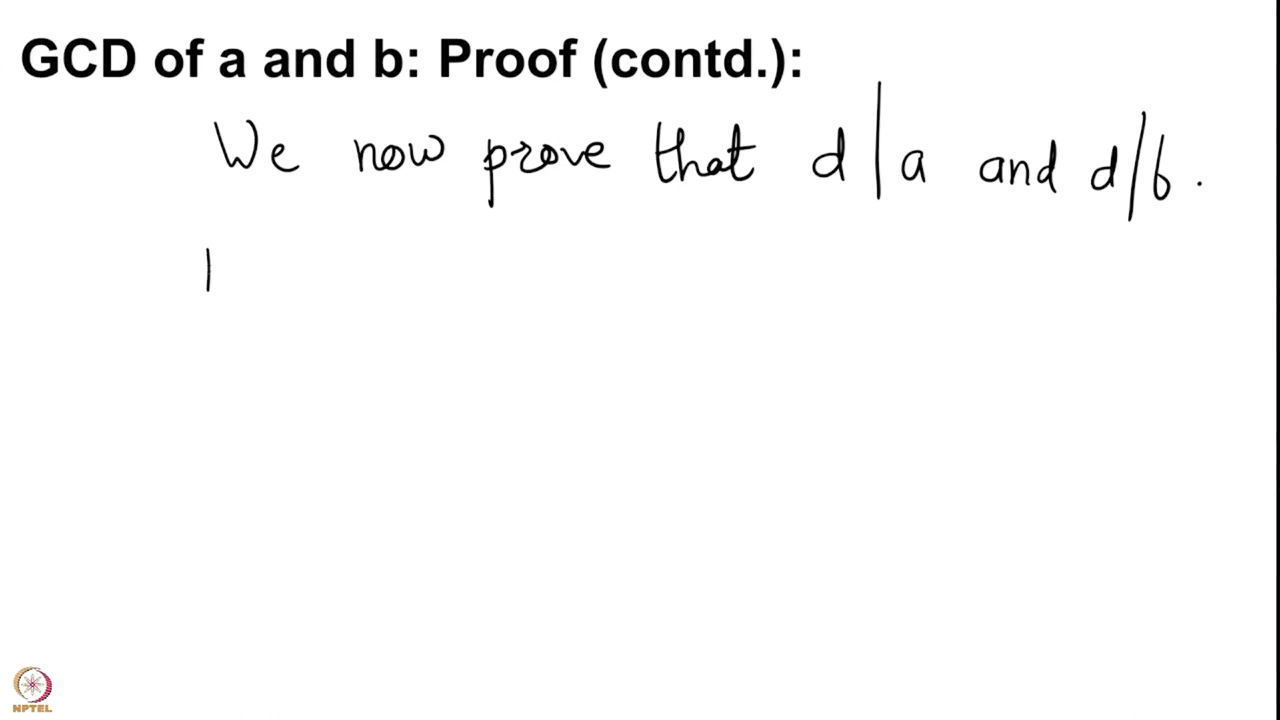 GCD of a and b: Proof (contd.):
We now prove that d | a and d | b .
NPTEL